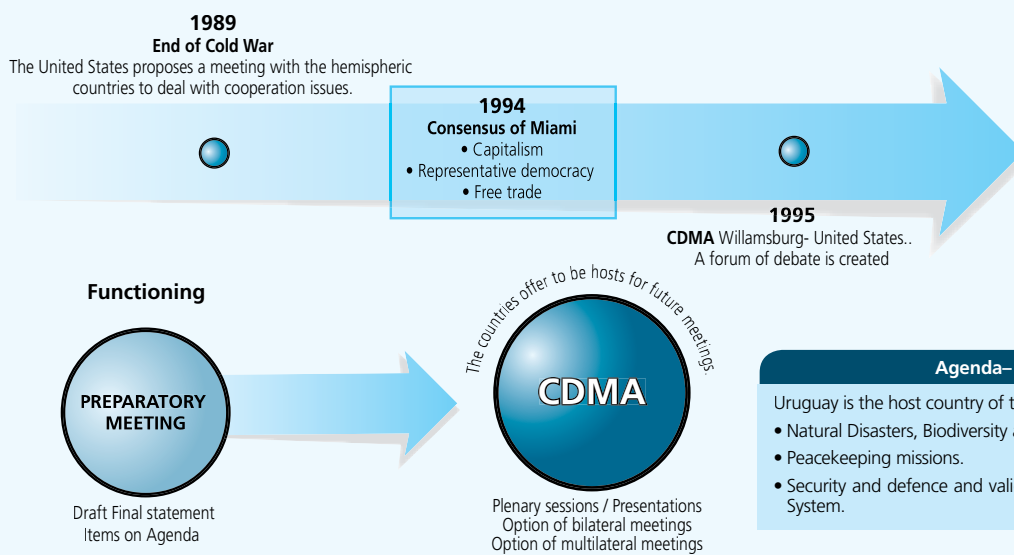 1989
End of Cold War
The United States proposes a meeting with the hemispheric
countries to deal with cooperation issues.
1994
Consensus of Miami
• Capitalism
• Representative democracy
• Free trade
1995
CDMA Willamsburg- United States..
A forum of debate is created
Functioning
PREPARATORY
MEETING
Draft Final statement
Items on Agenda
The countries offer to be hosts for future meetings.
CDMA
Plenary sessions / Presentations
Option of bilateral meetings
Option of multilateral meetings
Agenda–
Uruguay is the host country of
• Natural Disasters, Biodiversity
• Peacekeeping missions.
• Security and defence and
System.